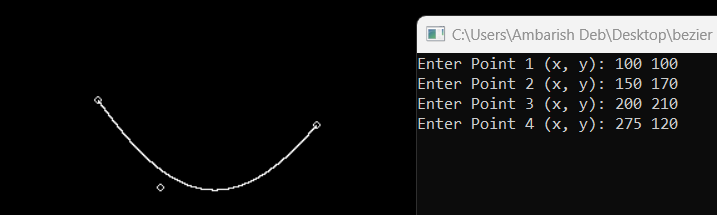 C:\Users\Ambarish Deb\Desktop\bezier
Enter Point 1 (x, y): 100 100
Enter Point 2 (x, y): 150 170
Enter Point 3 (x, y): 200 210
Enter Point 4 (x, y): 275 120